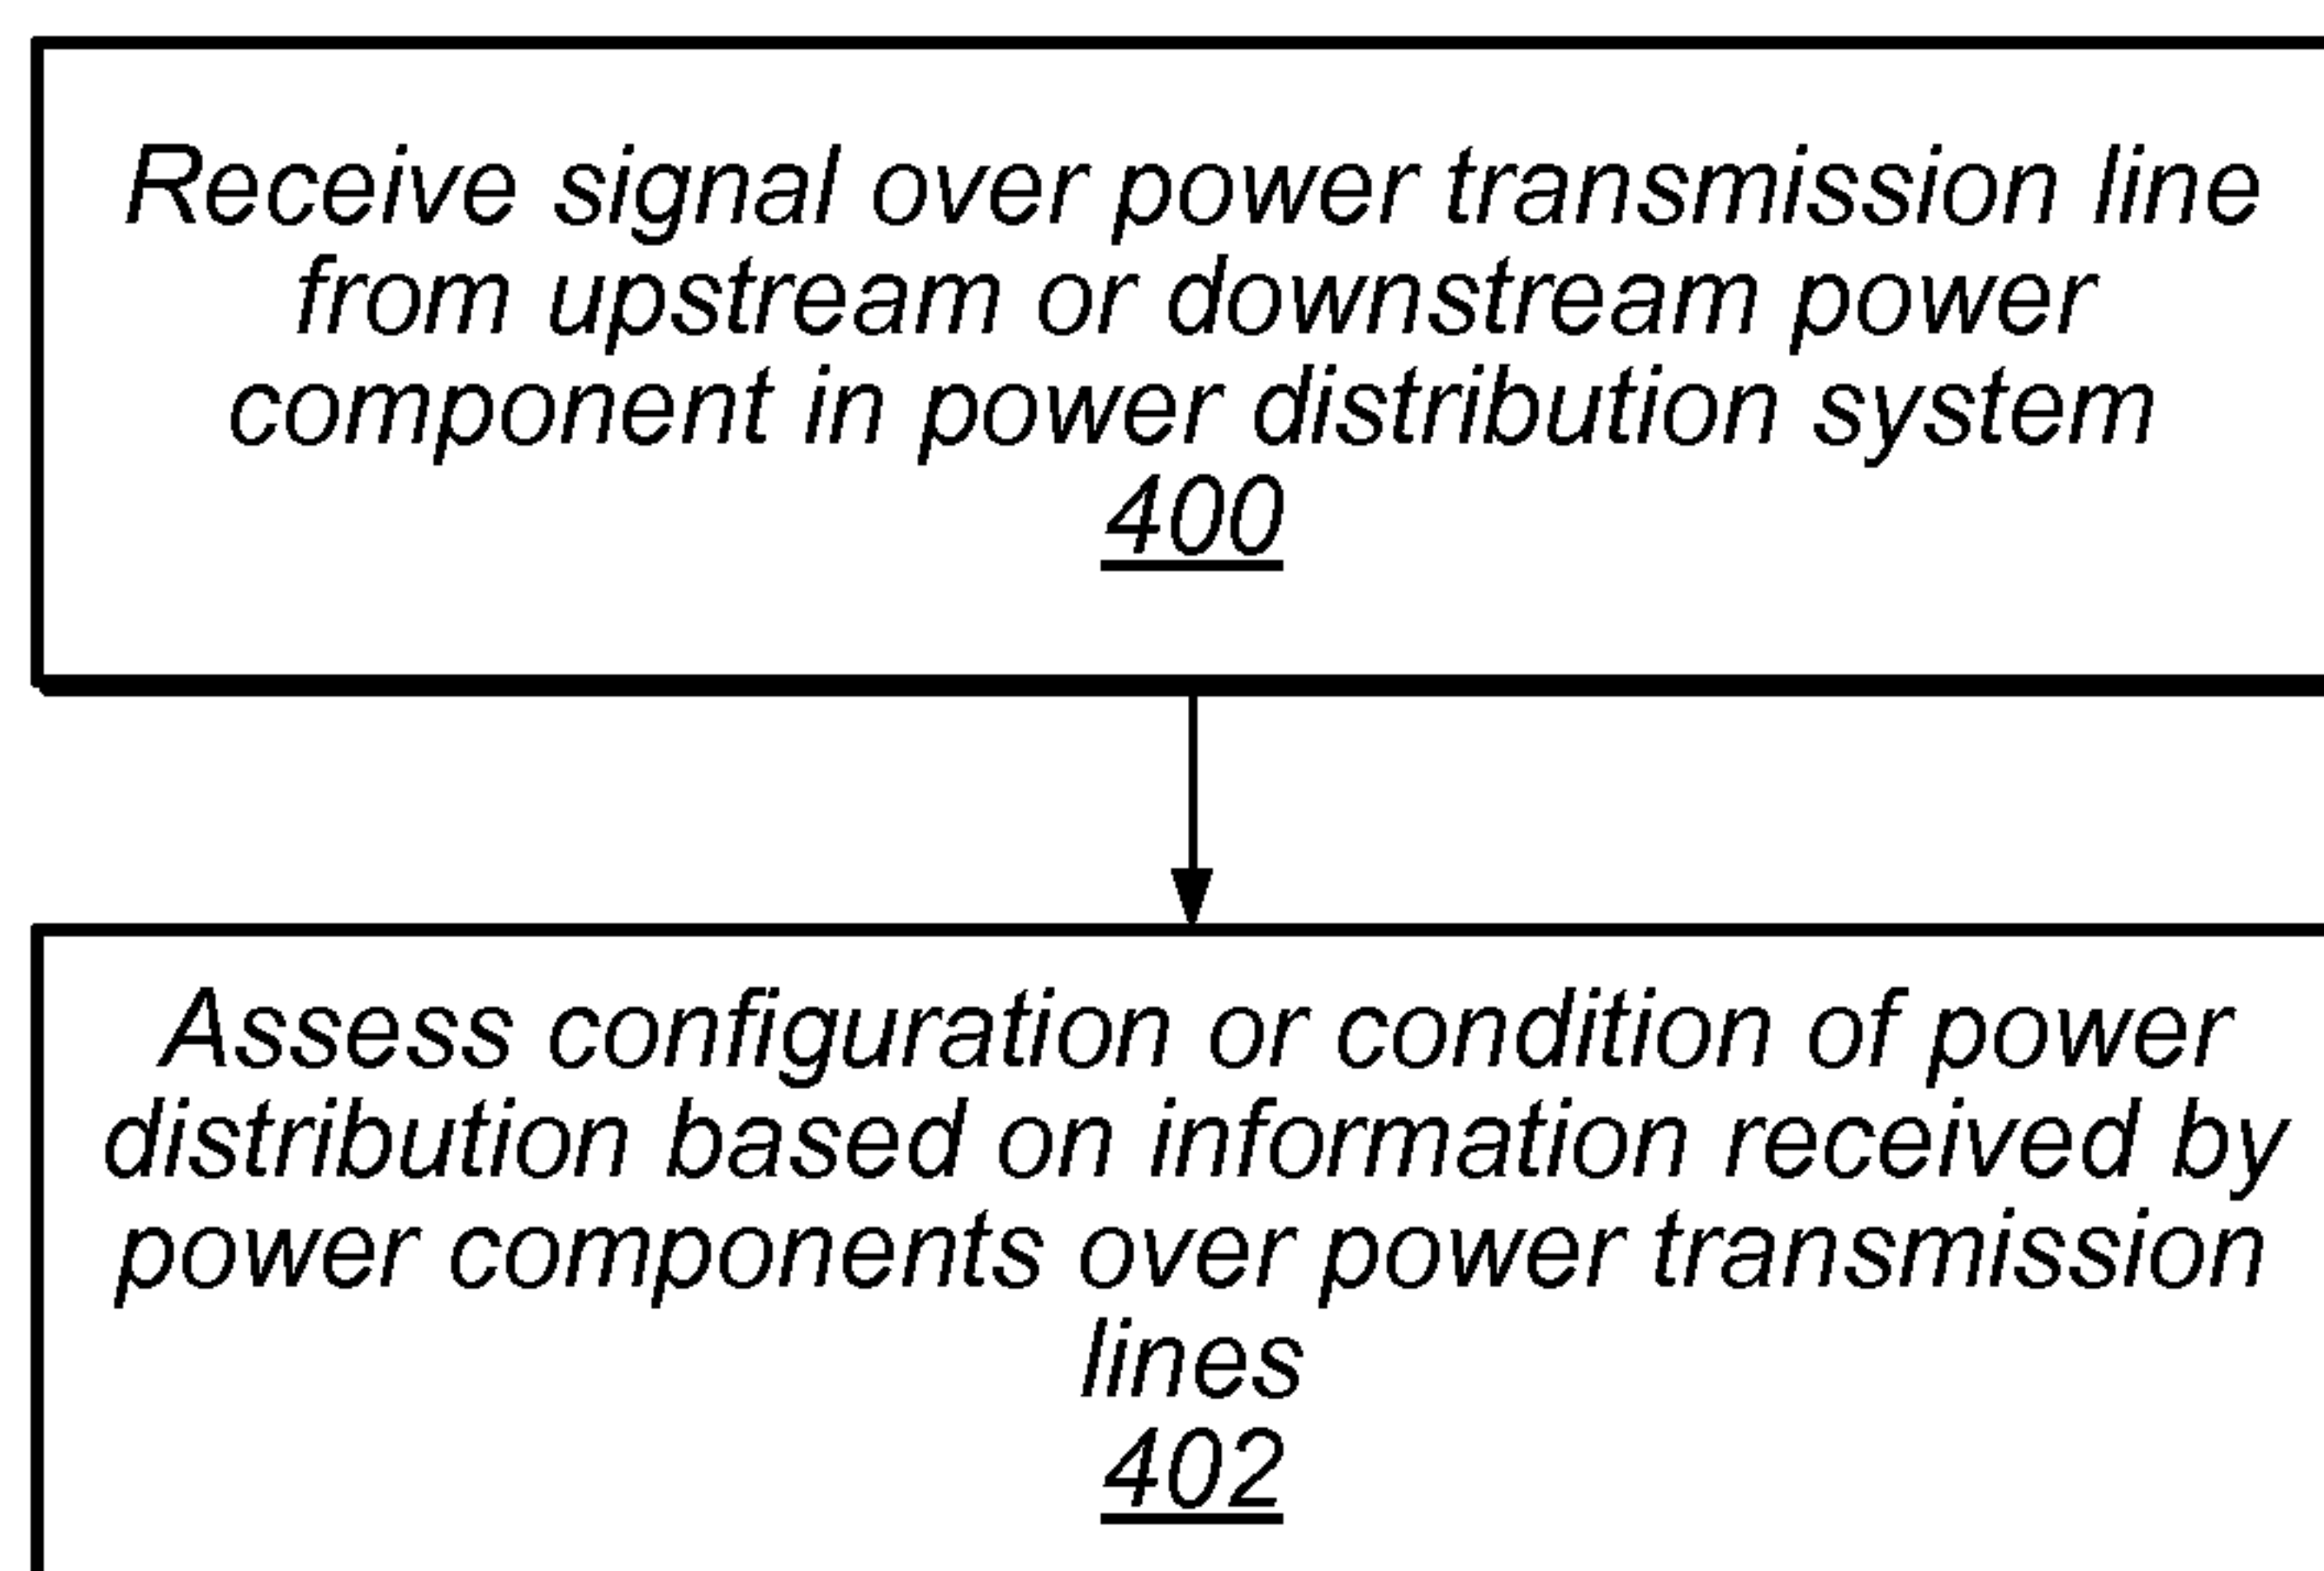 Receive signal over power transmission line
from upstream or downstream power
component in power distribution system
400
Assess configuration or condition of power
distribution based on information received by
power components over power transmission
lines
402